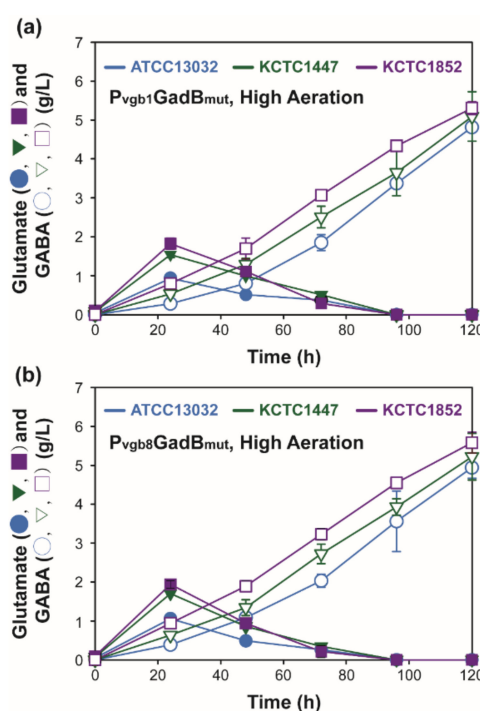 (a)
7
6
5
4
3
2
1
0
ATCC13032 KCTC1447 KCTC1852
Pvgb1GadBmut, High Aeration
Glutamate (●,▼,■) and
GABA (○,▽,□) (g/L)
0 20 40 60 80 100 120
Time (h)
(b)
7
6
5
4
3
2
1
0
ATCC13032 KCTC1447 KCTC1852
Pvgb8GadBmut, High Aeration
Glutamate (●,▼,■) and
GABA (○,▽,□) (g/L)
0 20 40 60 80 100 120
Time (h)